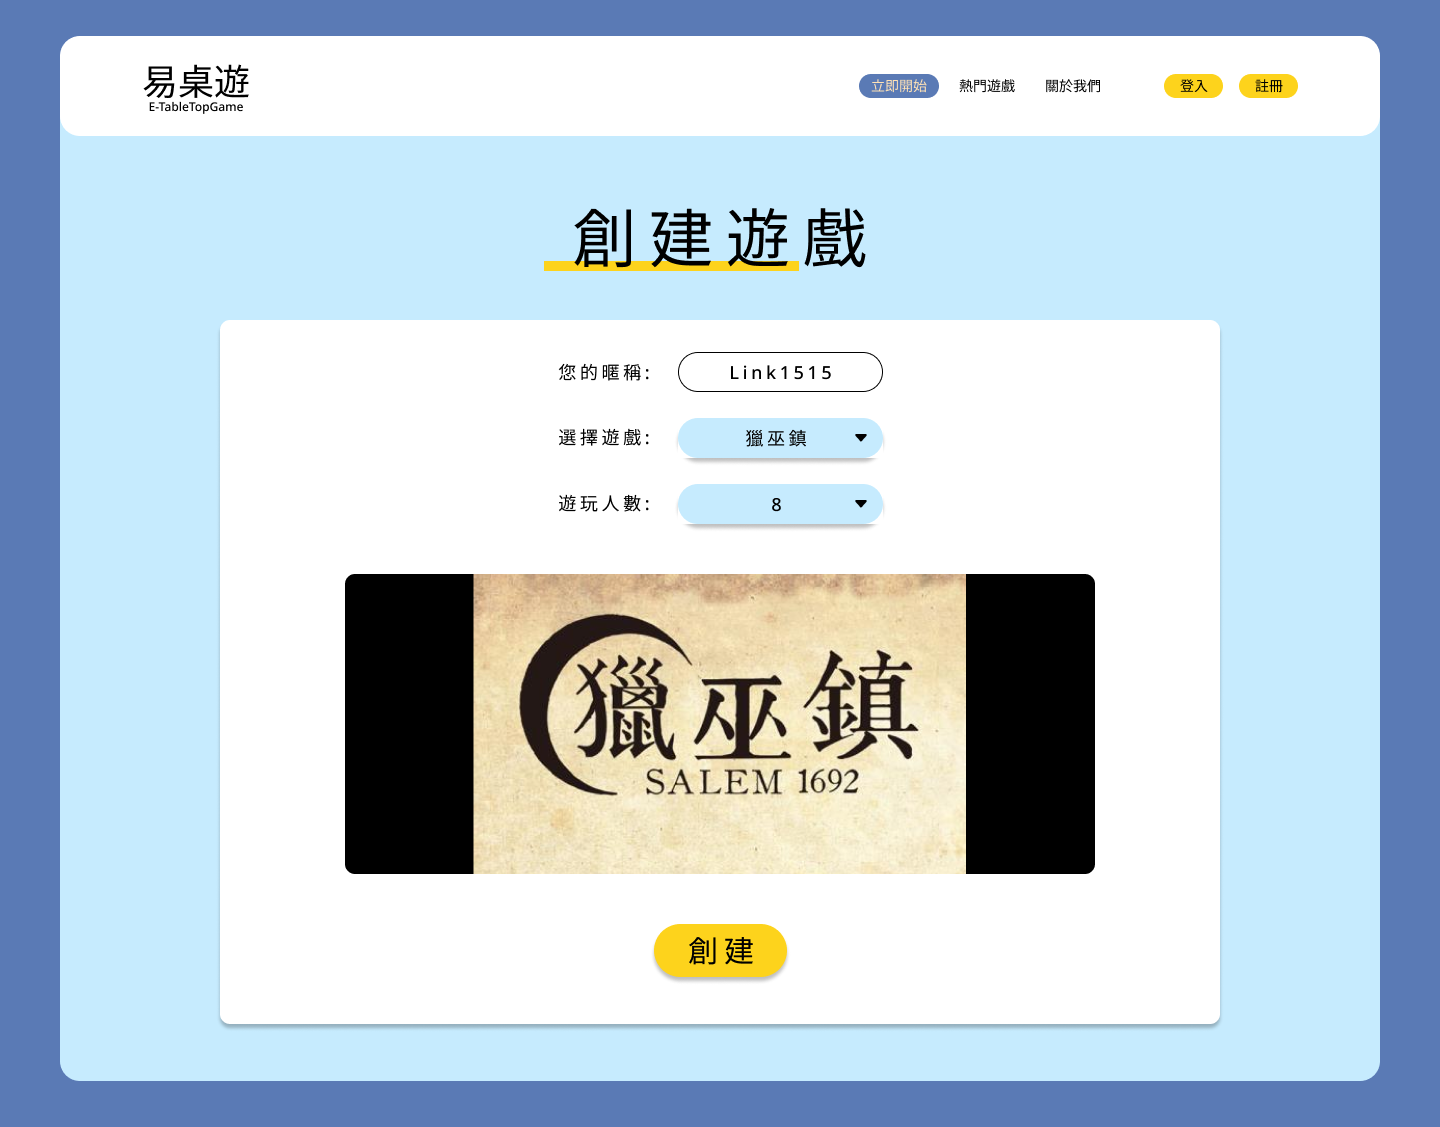 易桌遊
E-TableTopGame
立即開始 熱門遊戲 關於我們 登入 註冊
創建遊戲
您的暱稱: Link1515
選擇遊戲: 獵巫鎮
遊玩人數: 8
獵巫鎮
SALEM 1692
創建